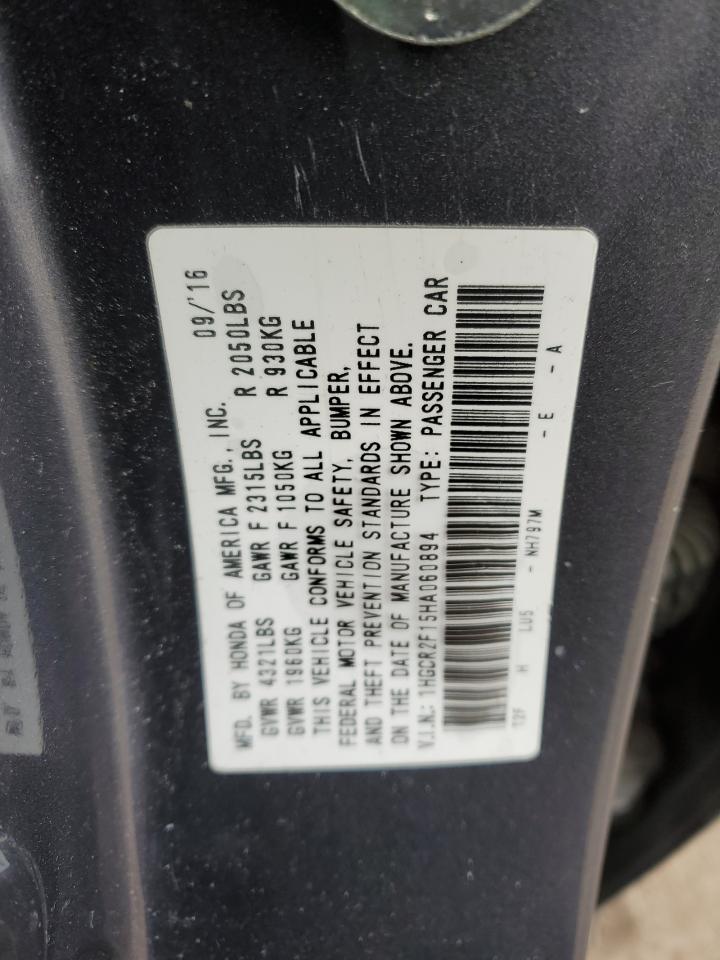 09/'16
MFD. BY HONDA OF AMERICA MFG., INC.
GVWR 4321LBS GAWR F 2315LBS R 2050LBS
GVWR 1960KG GAWR F 1050KG R 930KG
THIS VEHICLE CONFORMS TO ALL APPLICABLE
FEDERAL MOTOR VEHICLE SAFETY, BUMPER,
AND THEFT PREVENTION STANDARDS IN EFFECT
ON THE DATE OF MANUFACTURE SHOWN ABOVE.
V.I.N.: 1HGCR2F15HA060894 TYPE: PASSENGER CAR
T2F H LU5 - NH797M - E - A